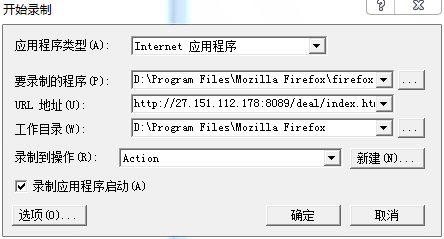 开始录制
应用程序类型(A): Internet 应用程序
要录制的程序(P): D:\Program Files\Mozilla Firefox\firefox ...
URL 地址(U): http://27.151.112.178:8089/deal/index.ht
工作目录(W): D:\Program Files\Mozilla Firefox ...
录制到操作(R): Action 新建(N)...
录制应用程序启动(A)
选项(O)... 确定 取消